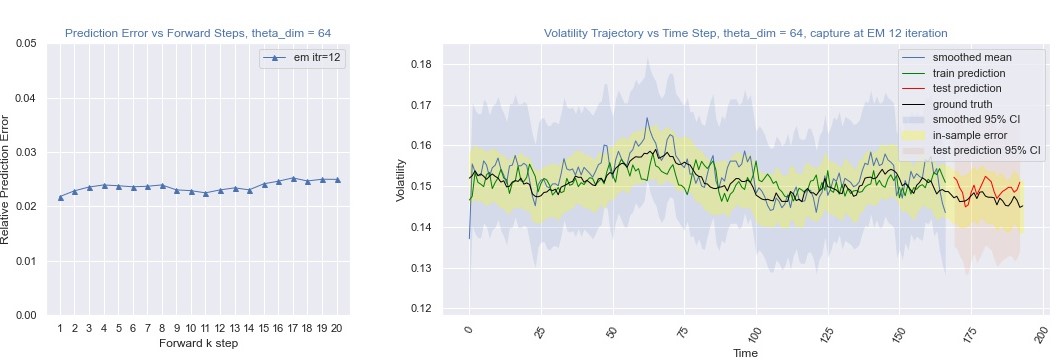 Prediction Error vs Forward Steps, theta_dim = 64
Relative Prediction Error
0.05
0.04
0.03
0.02
0.01
0.00
em itr=12
1 2 3 4 5 6 7 8 9 10 11 12 13 14 15 16 17 18 19 20
Forward k step
Volatility Trajectory vs Time Step, theta_dim = 64, capture at EM 12 iteration
Volatility
0.18
0.17
0.16
0.15
0.14
0.13
0.12
smoothed mean
train prediction
test prediction
ground truth
smoothed 95% CI
in-sample error
test prediction 95% CI
0 25 50 75 100 125 150 175 200
Time